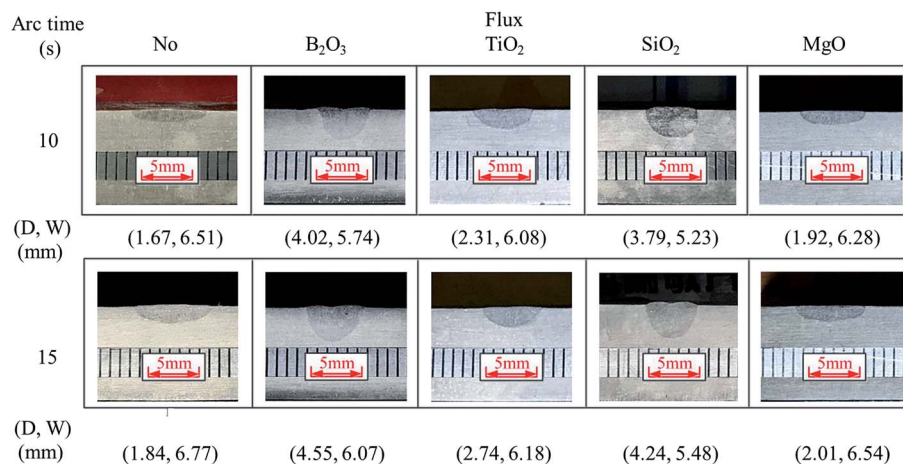 Arc time
(s)
Flux
No B₂O₃ TiO₂ SiO₂ MgO
10
5mm 5mm 5mm 5mm 5mm
(D, W)
(mm)
(1.67, 6.51) (4.02, 5.74) (2.31, 6.08) (3.79, 5.23) (1.92, 6.28)
15
5mm 5mm 5mm 5mm 5mm
(D, W)
(mm)
(1.84, 6.77) (4.55, 6.07) (2.74, 6.18) (4.24, 5.48) (2.01, 6.54)